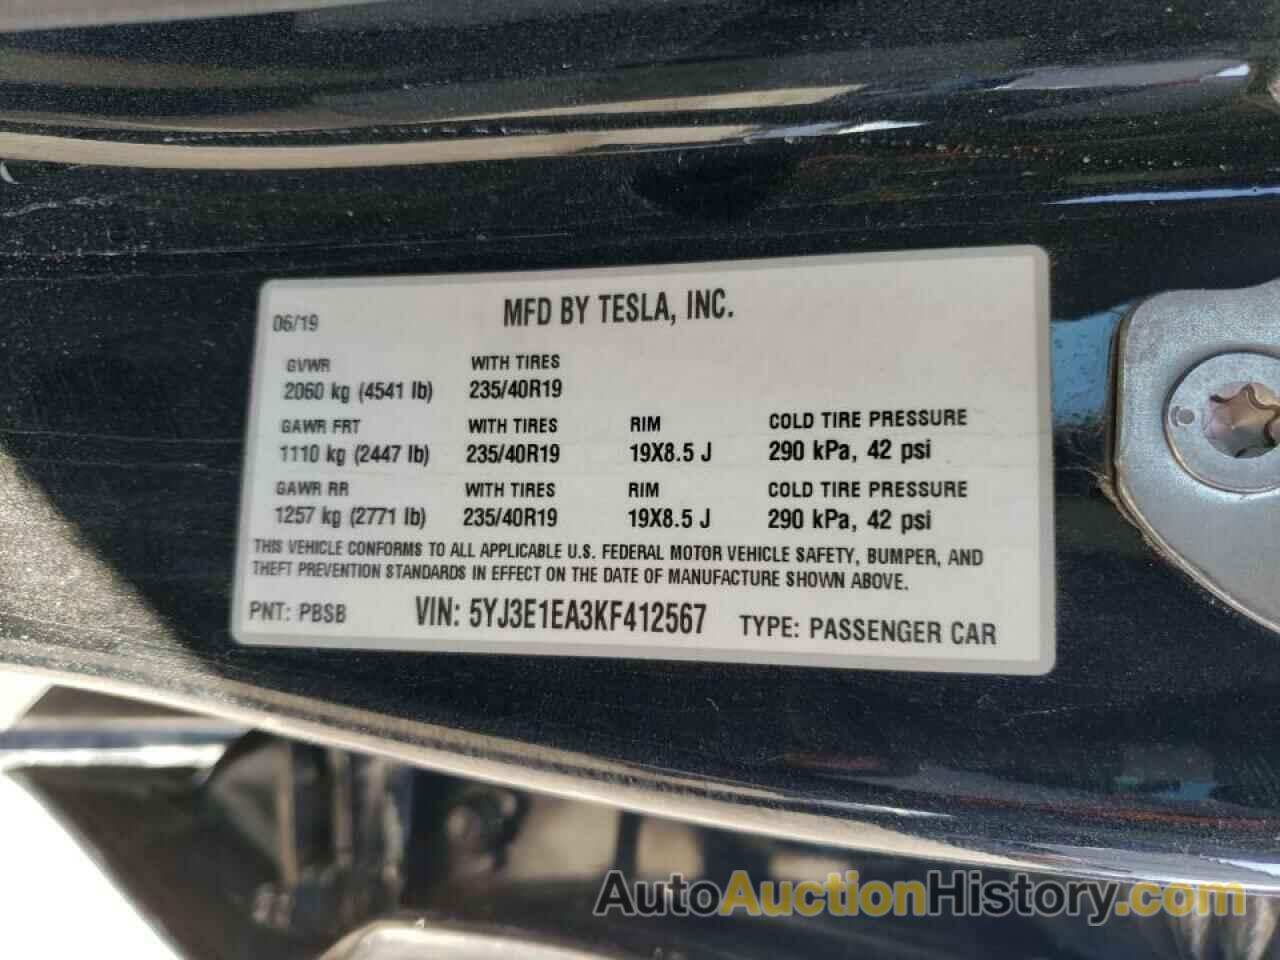 06/19 MFD BY TESLA, INC.
GVWR WITH TIRES
2060 kg (4541 lb) 235/40R19
GAWR FRT WITH TIRES RIM COLD TIRE PRESSURE
1110 kg (2447 lb) 235/40R19 19X8.5 J 290 kPa, 42 psi
GAWR RR WITH TIRES RIM COLD TIRE PRESSURE
1257 kg (2771 lb) 235/40R19 19X8.5 J 290 kPa, 42 psi
THIS VEHICLE CONFORMS TO ALL APPLICABLE U.S. FEDERAL MOTOR VEHICLE SAFETY, BUMPER, AND
THEFT PREVENTION STANDARDS IN EFFECT ON THE DATE OF MANUFACTURE SHOWN ABOVE.
PNT: PBSB VIN: 5YJ3E1EA3KF412567 TYPE: PASSENGER CAR
AutoAuctionHistory.com